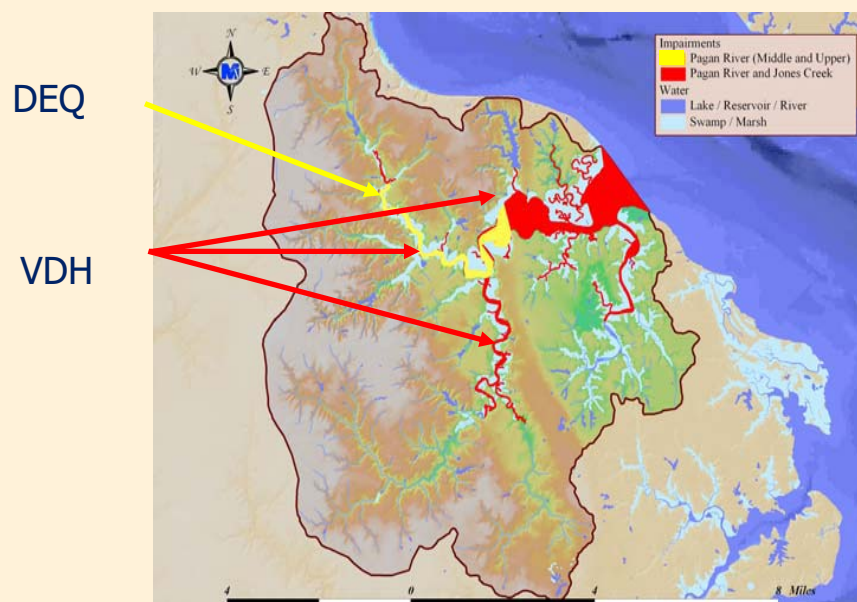 DEQ
VDH
N
W
E
S
M
Impairments
Pagan River (Middle and Upper)
Pagan River and Jones Creek
Water
Lake / Reservoir / River
Swamp / Marsh
4 0 4 8 Miles